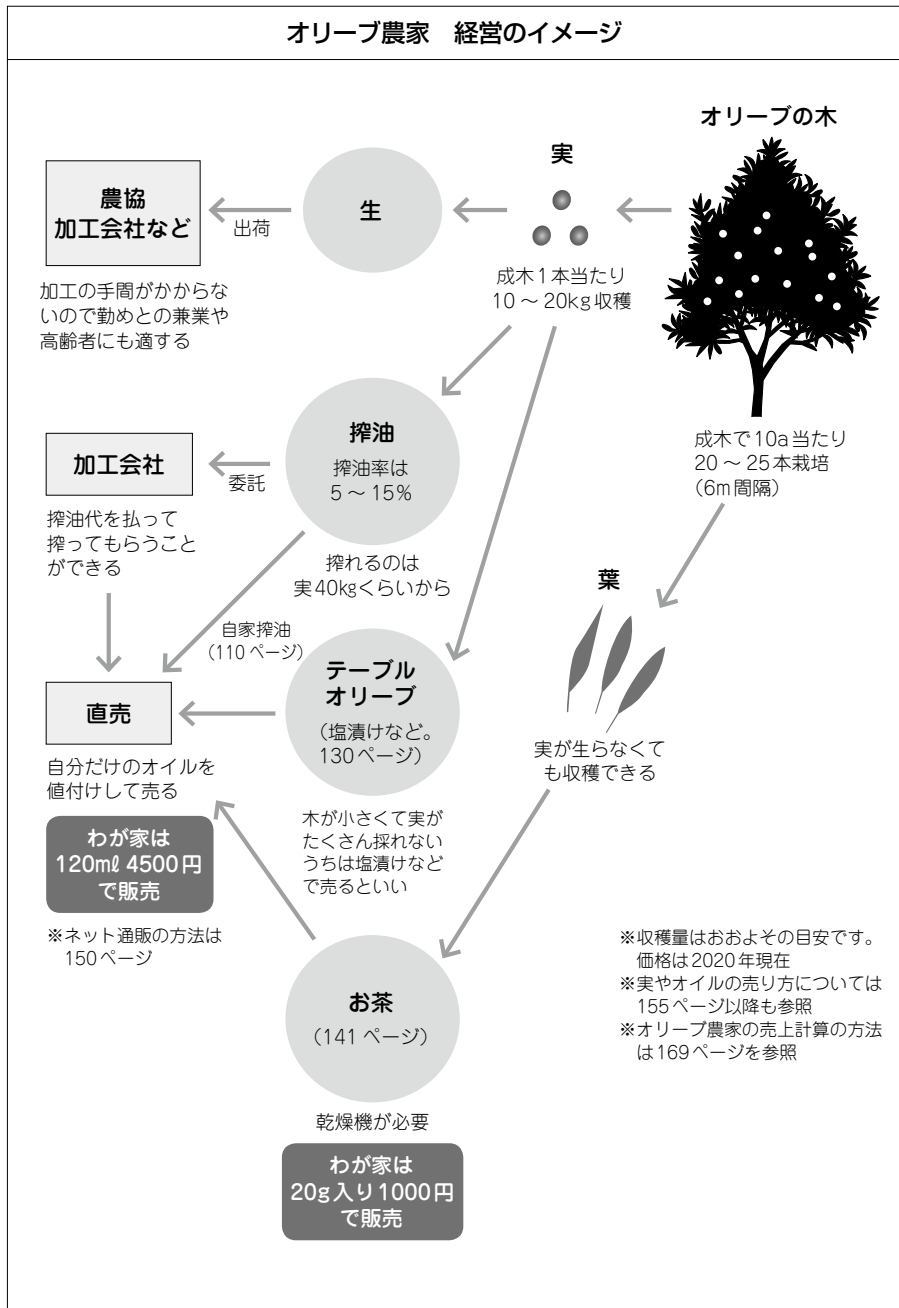 オリーブ農家　経営のイメージ
オリーブの木
実
生
農協
加工会社など
出荷
加工の手間がかからな
いので勤めとの兼業や
高齢者にも適する
成木1本当たり
10～20kg収穫
成木で10a当たり
20～25本栽培
（6m間隔）
搾油
搾油率は
5～15％
加工会社
委託
搾油代を払って
搾ってもらうこと
ができる
搾れるのは
実40kgくらいから
自家搾油
（110ページ）
葉
実が生らなくて
も収穫できる
テーブル
オリーブ
（塩漬けなど。
130ページ）
直売
自分だけのオイルを
値付けして売る
わが家は
120mℓ 4500円
で販売
※ネット通販の方法は
150ページ
木が小さくて実が
たくさん採れない
うちは塩漬けなど
で売るといい
お茶
（141ページ）
乾燥機が必要
わが家は
20g入り1000円
で販売
※収穫量はおおよその目安です。
価格は2020年現在
※実やオイルの売り方については
155ページ以降も参照
※オリーブ農家の売上計算の方法
は169ページを参照